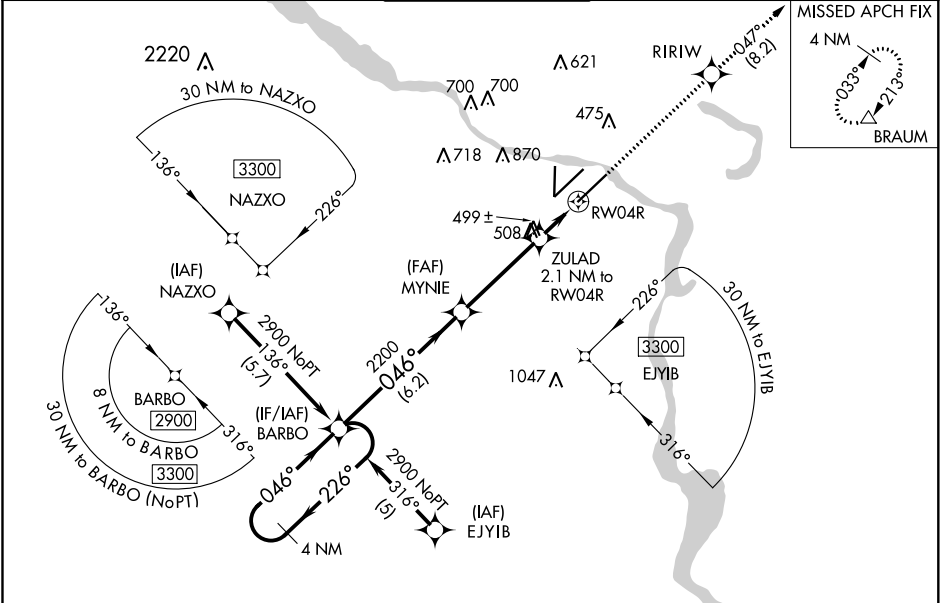 MISSED APCH FIX
4 NM
033°
213°
BRAUM
047°
(8.2)
RIRIW
2220
621
700
700
475
718
870
30 NM to NAZXO
136°
3300
NAZXO
226°
RW04R
499 ±
508
ZULAD
2.1 NM to
RW04R
(FAF)
MYNIE
(IAF)
NAZXO
2900 NoPT
136°
(5.7)
2200
046°
(6.2)
226°
30 NM to EJYIB
3300
EJYIB
316°
1047
136°
BARBO
2900
8 NM to BARBO
3300
30 NM to BARBO (NoPT)
316°
(IF/IAF)
BARBO
046°
226°
4 NM
2900 NoPT
316°
(5)
(IAF)
EJYIB